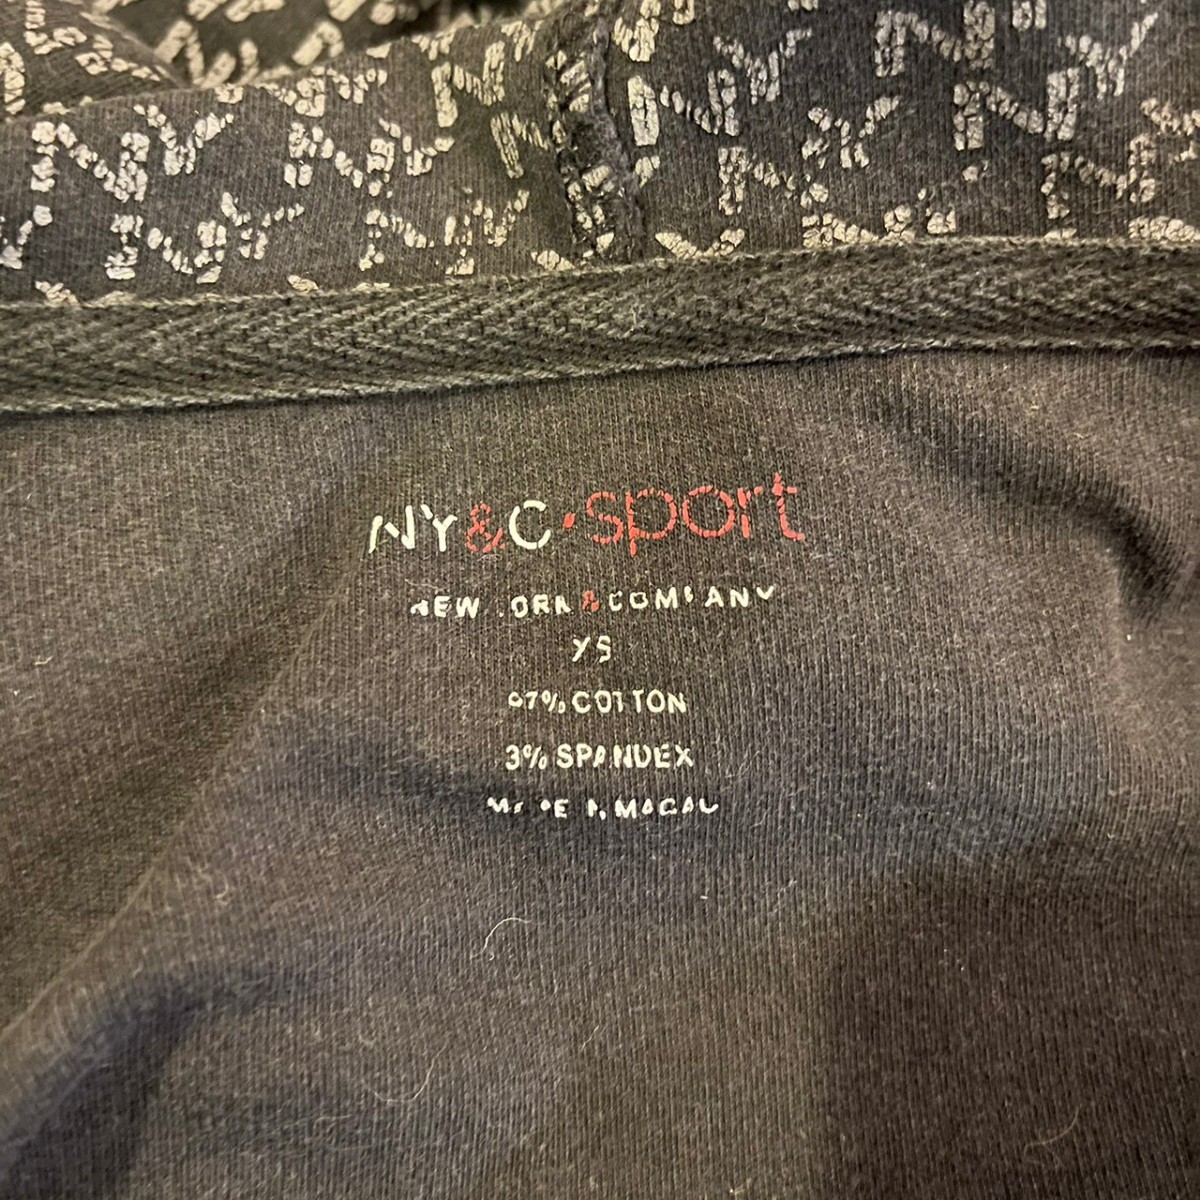 NY&C·sport
NEW YORK & COMPANY
XS
97% COTTON
3% SPANDEX
MADE IN MACAU